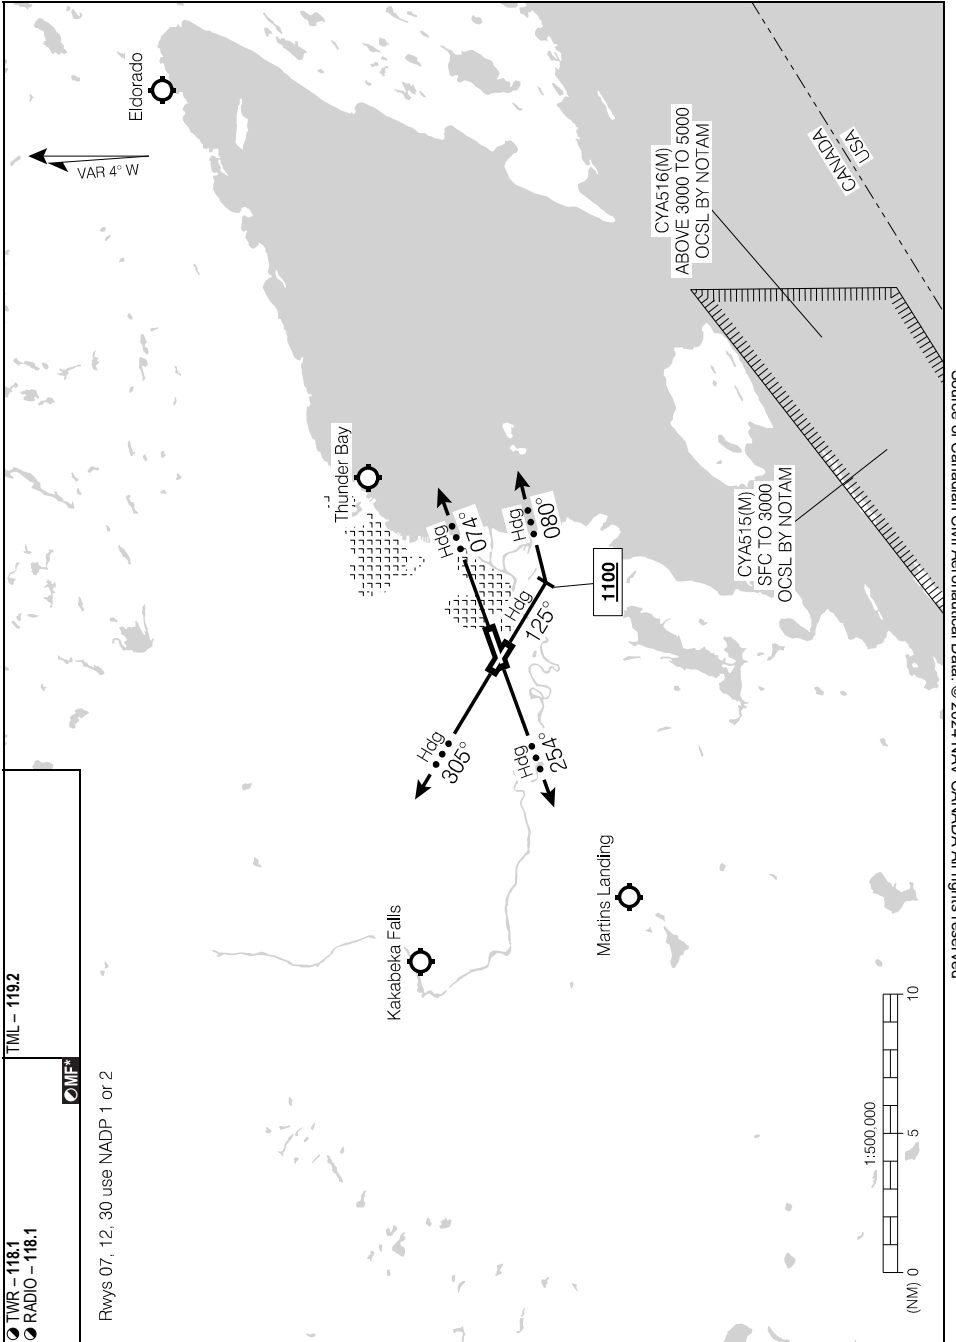 TWR – 118.1
RADIO – 118.1
MF*
TML – 119.2
Rwys 07, 12, 30 use NADP 1 or 2
Eldorado
VAR 4° W
Thunder Bay
Kakabeka Falls
Martins Landing
Hdg
305°
Hdg
254°
Hdg
074°
Hdg
125°
Hdg
080°
1100
CYA516(M)
ABOVE 3000 TO 5000
OCSL BY NOTAM
CYA515(M)
SFC TO 3000
OCSL BY NOTAM
CANADA
USA
1:500,000
(NM) 0 5 10
Source of Canadian Civil Aeronautical Data: © 2024 NAV CANADA All rights reserved